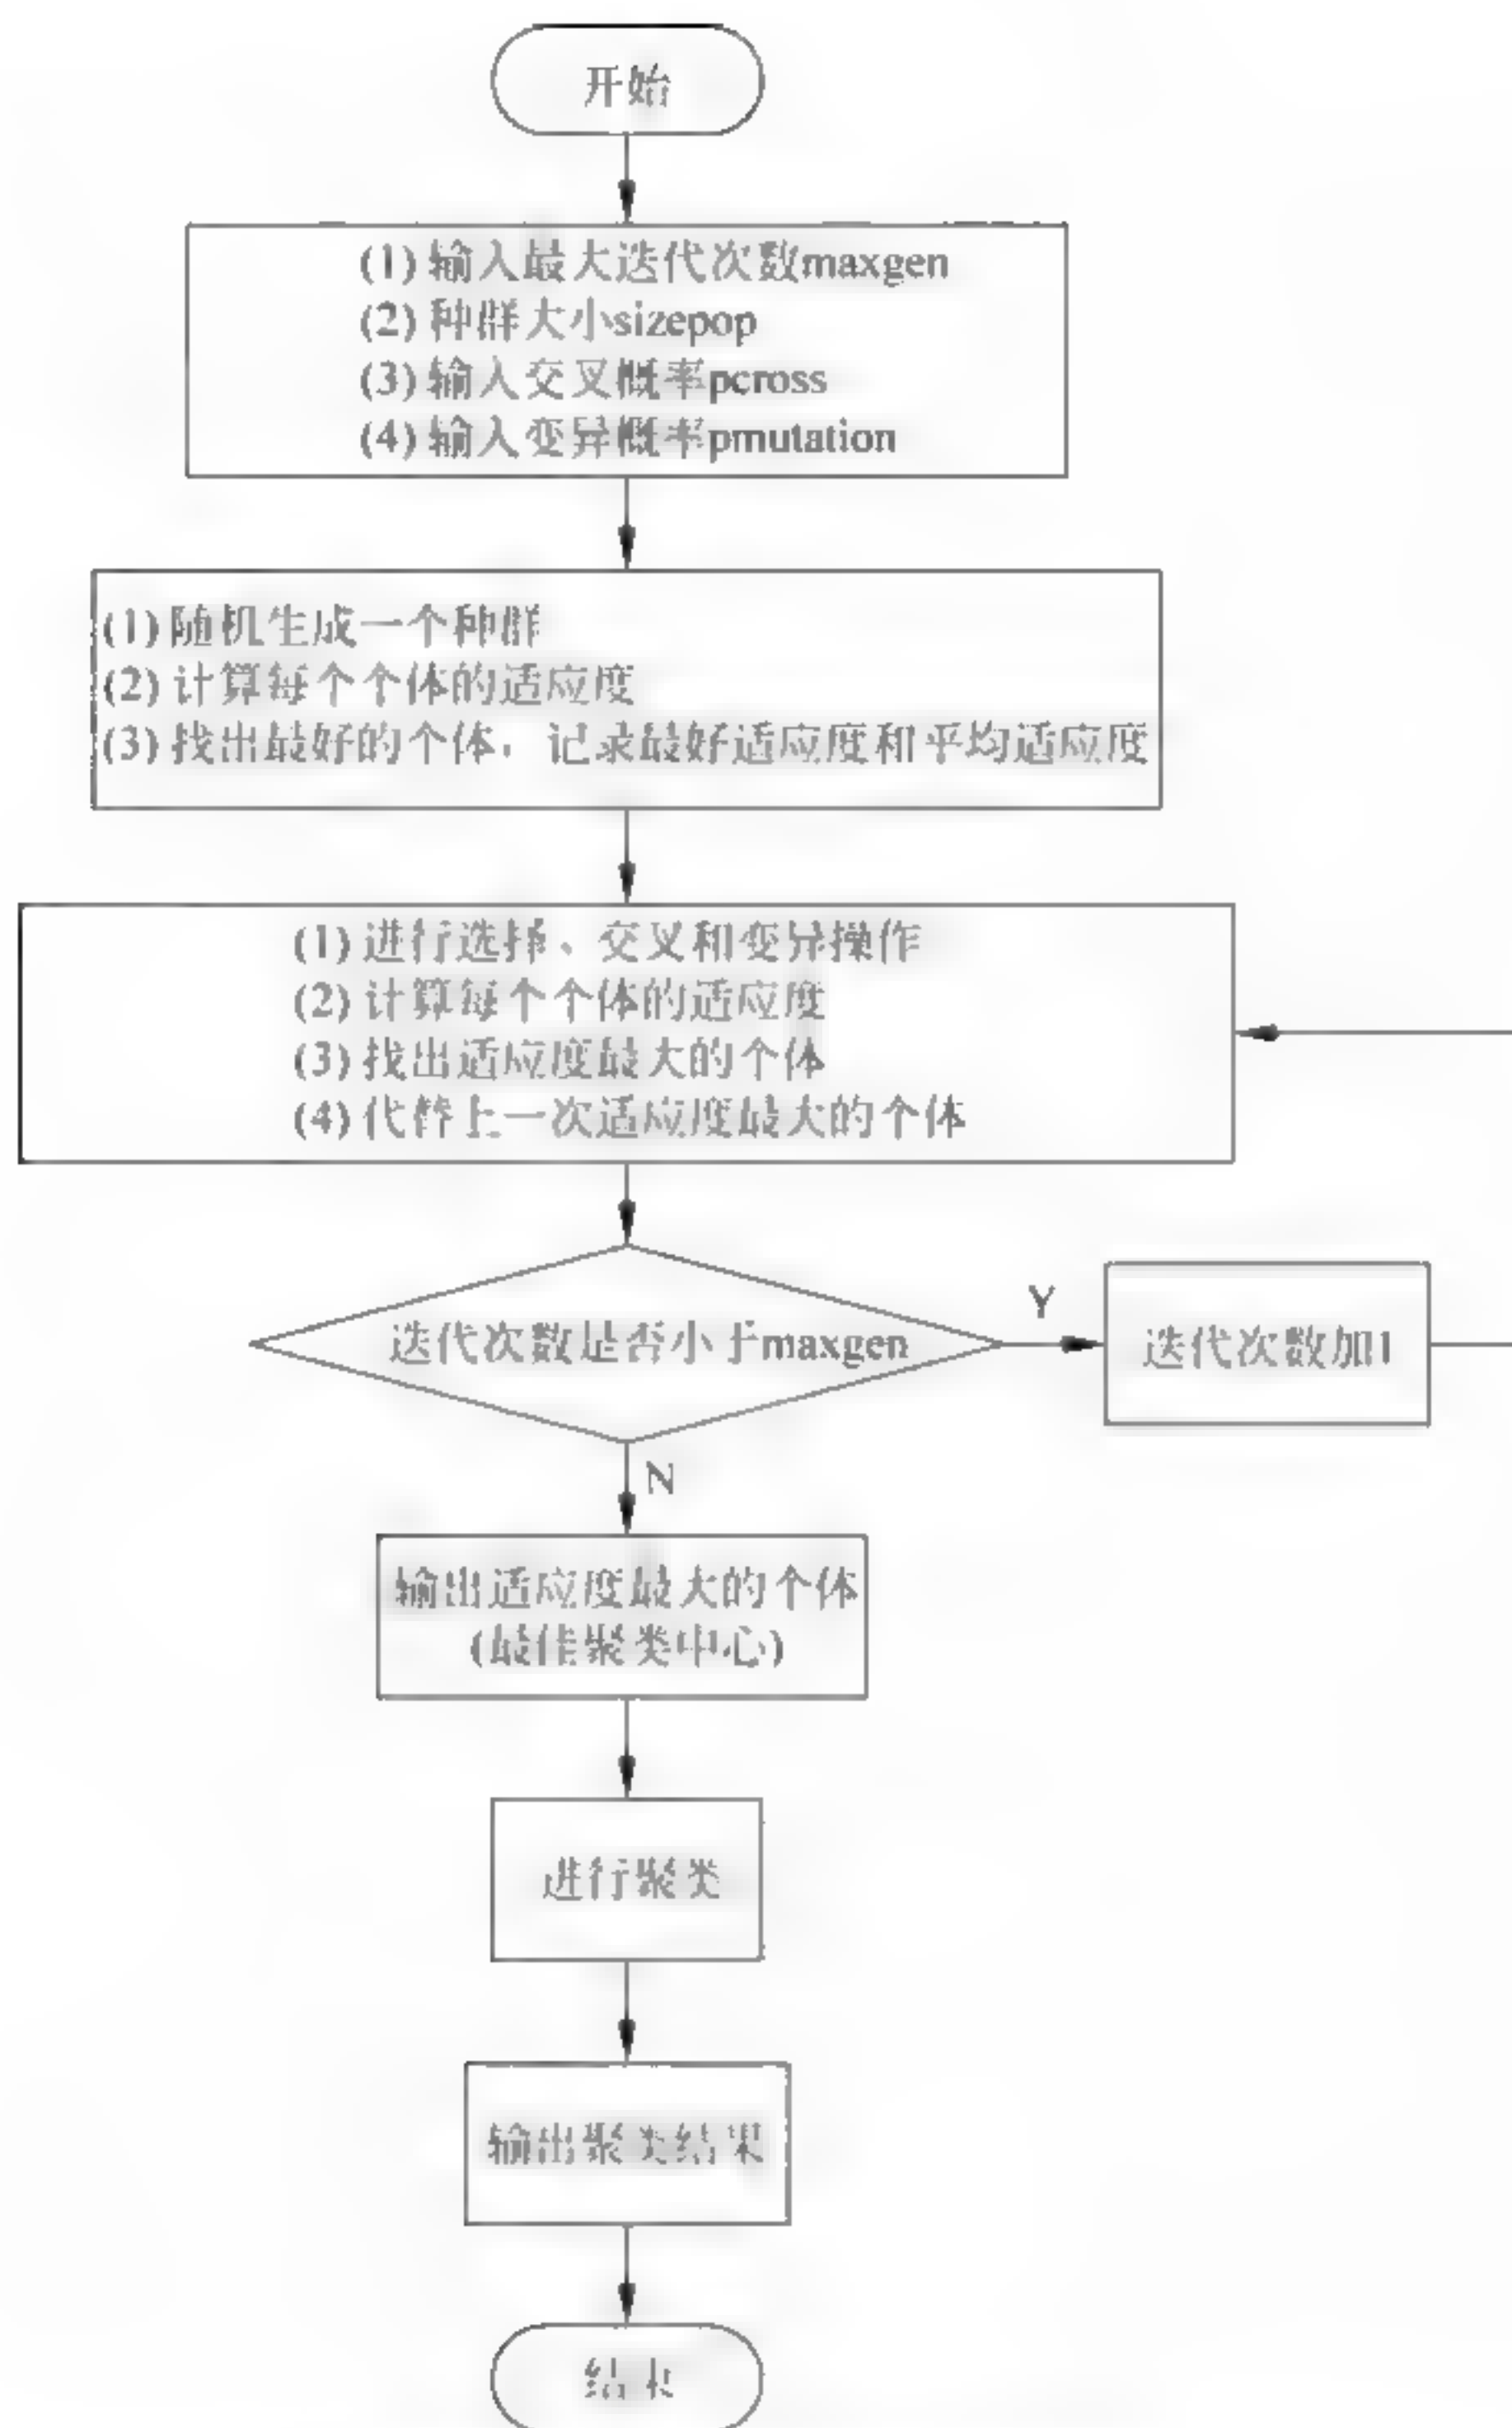 开始
(1) 输入最大迭代次数maxgen
(2) 种群大小sizepop
(3) 输入交叉概率pcross
(4) 输入变异概率pmutation
(1) 随机生成一个种群
(2) 计算每个个体的适应度
(3) 找出最好的个体，记录最好适应度和平均适应度
(1) 进行选择、交叉和变异操作
(2) 计算每个个体的适应度
(3) 找出适应度最大的个体
(4) 代替上一次适应度最大的个体
迭代次数是否小于maxgen
Y
迭代次数加1
N
输出适应度最大的个体
(最佳聚类中心)
进行聚类
输出聚类结果
结束